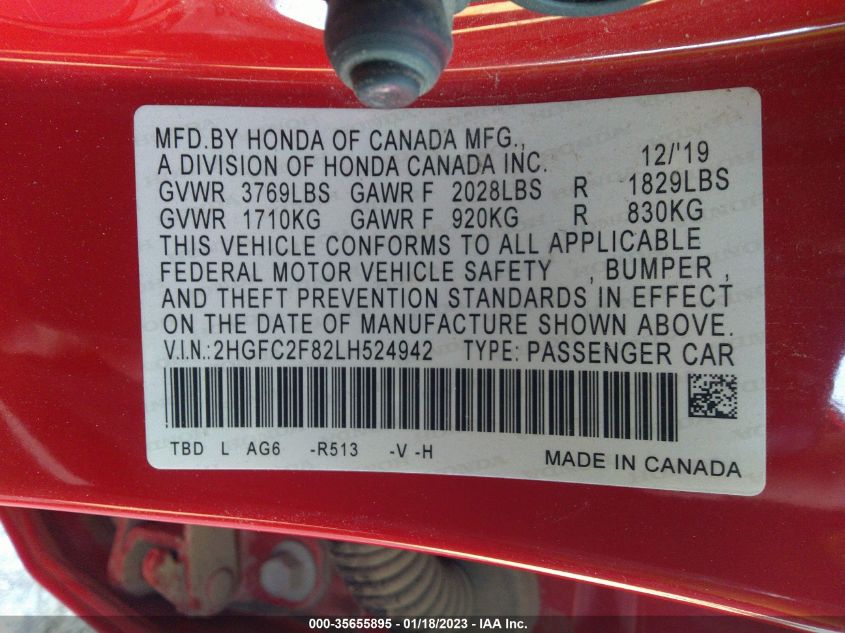 MFD.BY HONDA OF CANADA MFG.,
A DIVISION OF HONDA CANADA INC. 12/'19
GVWR 3769LBS GAWR F 2028LBS R 1829LBS
GVWR 1710KG GAWR F 920KG R 830KG
THIS VEHICLE CONFORMS TO ALL APPLICABLE
FEDERAL MOTOR VEHICLE SAFETY , BUMPER ,
AND THEFT PREVENTION STANDARDS IN EFFECT
ON THE DATE OF MANUFACTURE SHOWN ABOVE.
V.I.N.:2HGFC2F82LH524942 TYPE: PASSENGER CAR
TBD L AG6 -R513 -V -H
MADE IN CANADA
000-35655895 - 01/18/2023 - IAA Inc.